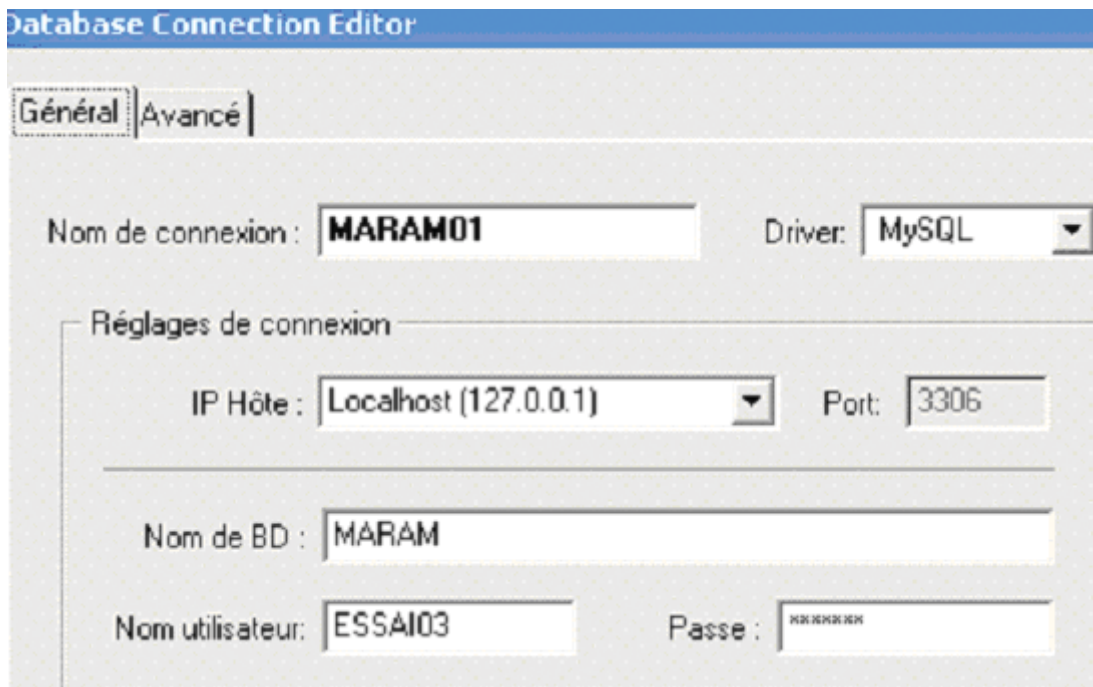 Database Connection Editor
Général Avancé
Nom de connexion : MARAM01 Driver: MySQL
Réglages de connexion
IP Hôte : Localhost (127.0.0.1) Port: 3306
Nom de BD : MARAM
Nom utilisateur: ESSAI03 Passe : *******